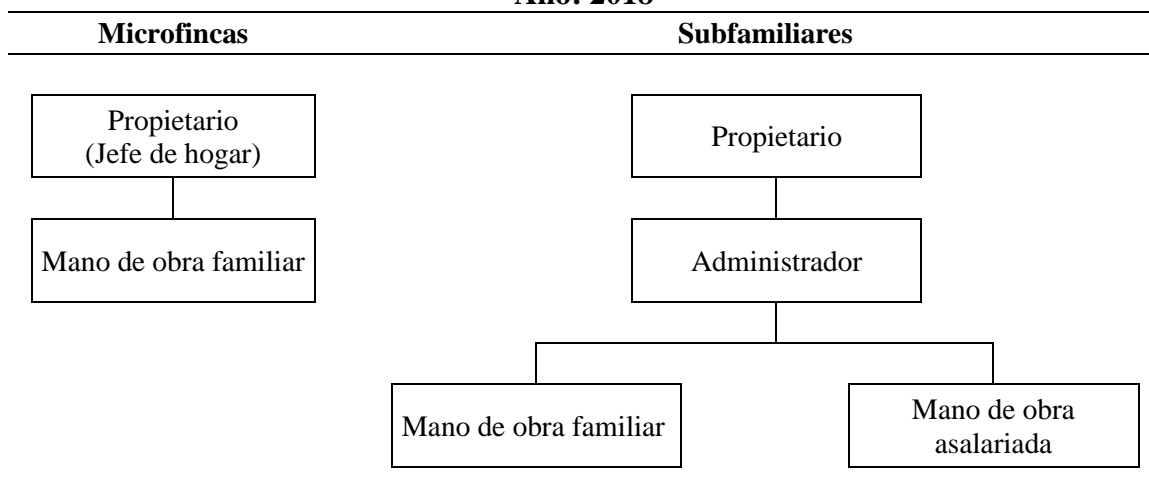 Microfincas
Subfamiliares
Propietario
(Jefe de hogar)
Mano de obra familiar
Propietario
Administrador
Mano de obra familiar
Mano de obra
asalariada